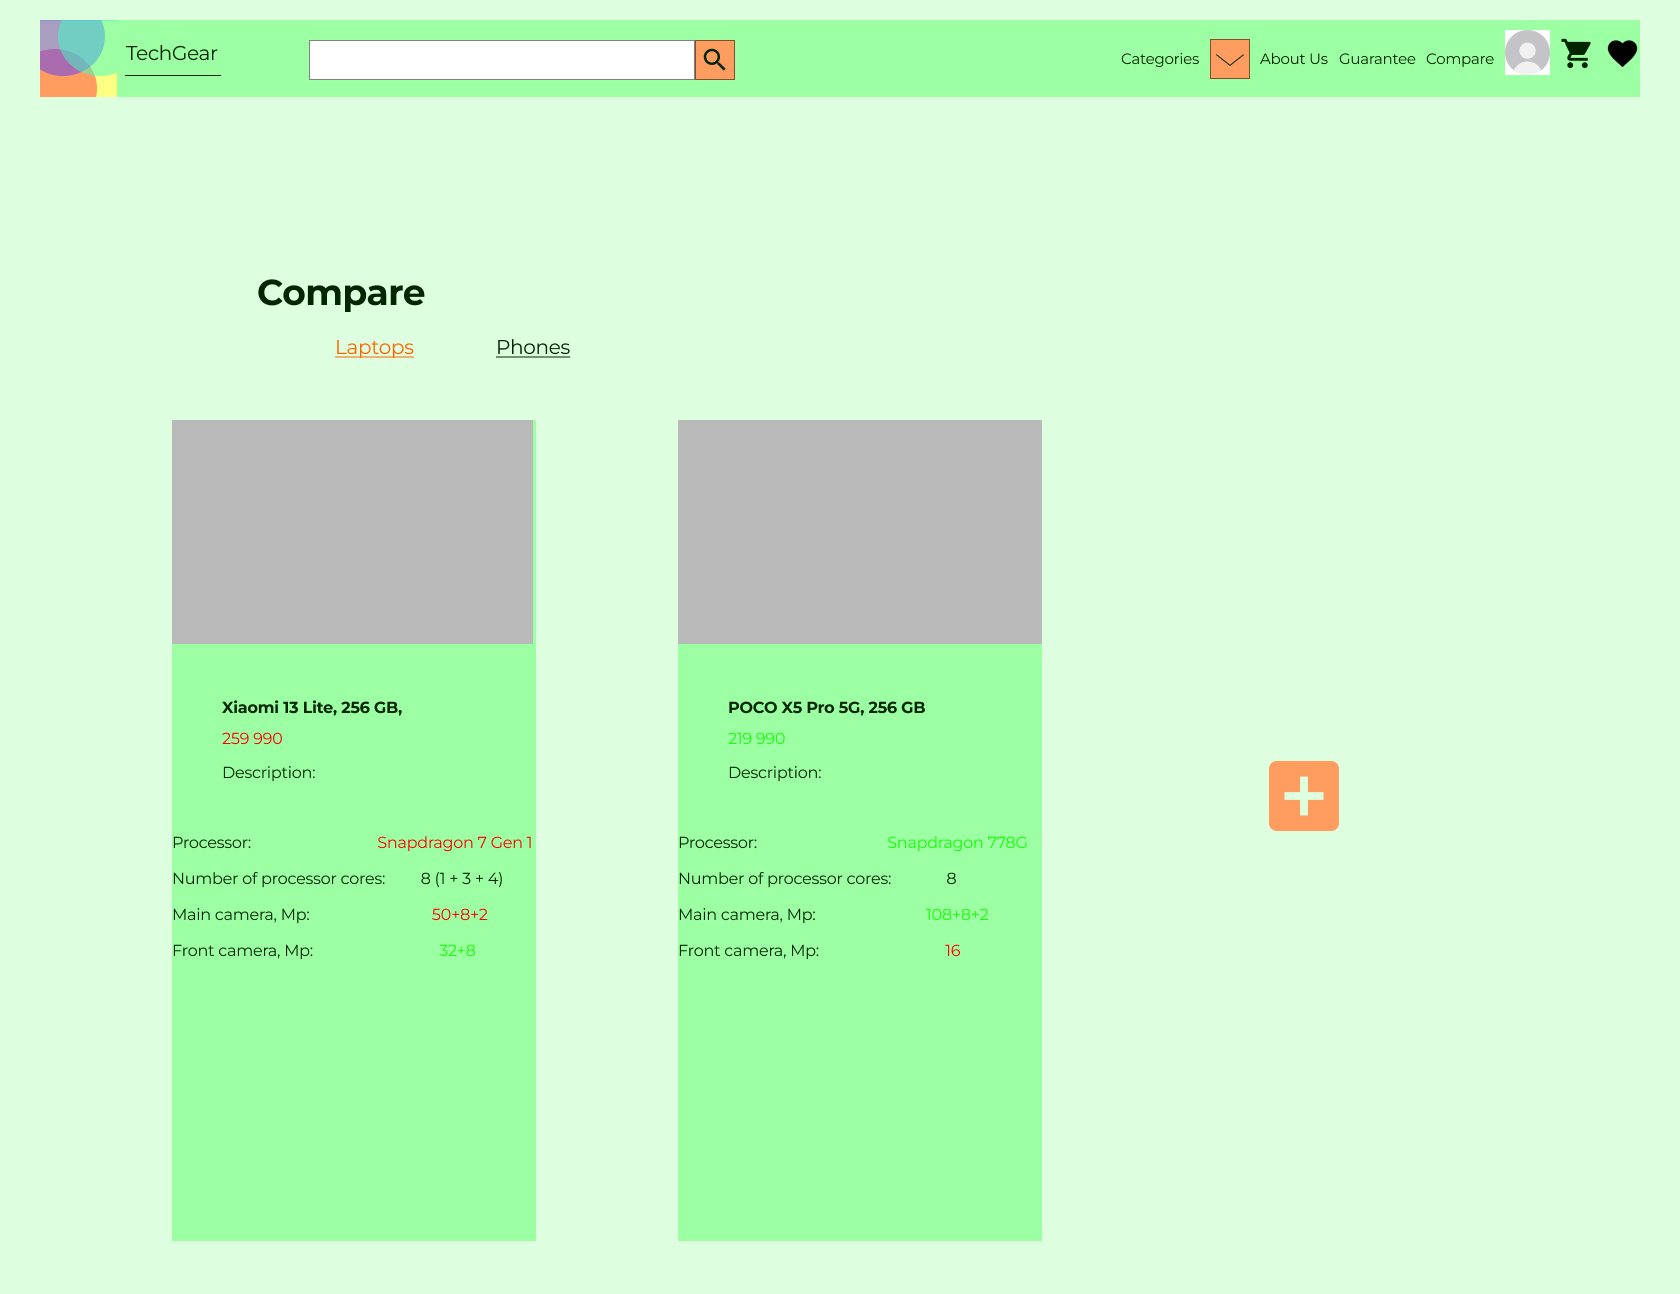 TechGear
Categories
About Us
Guarantee
Compare
Compare
Laptops
Phones
Xiaomi 13 Lite, 256 GB,
259 990
Description:
Processor: Snapdragon 7 Gen 1
Number of processor cores: 8 (1 + 3 + 4)
Main camera, Mp: 50+8+2
Front camera, Mp: 32+8
POCO X5 Pro 5G, 256 GB
219 990
Description:
Processor: Snapdragon 778G
Number of processor cores: 8
Main camera, Mp: 108+8+2
Front camera, Mp: 16